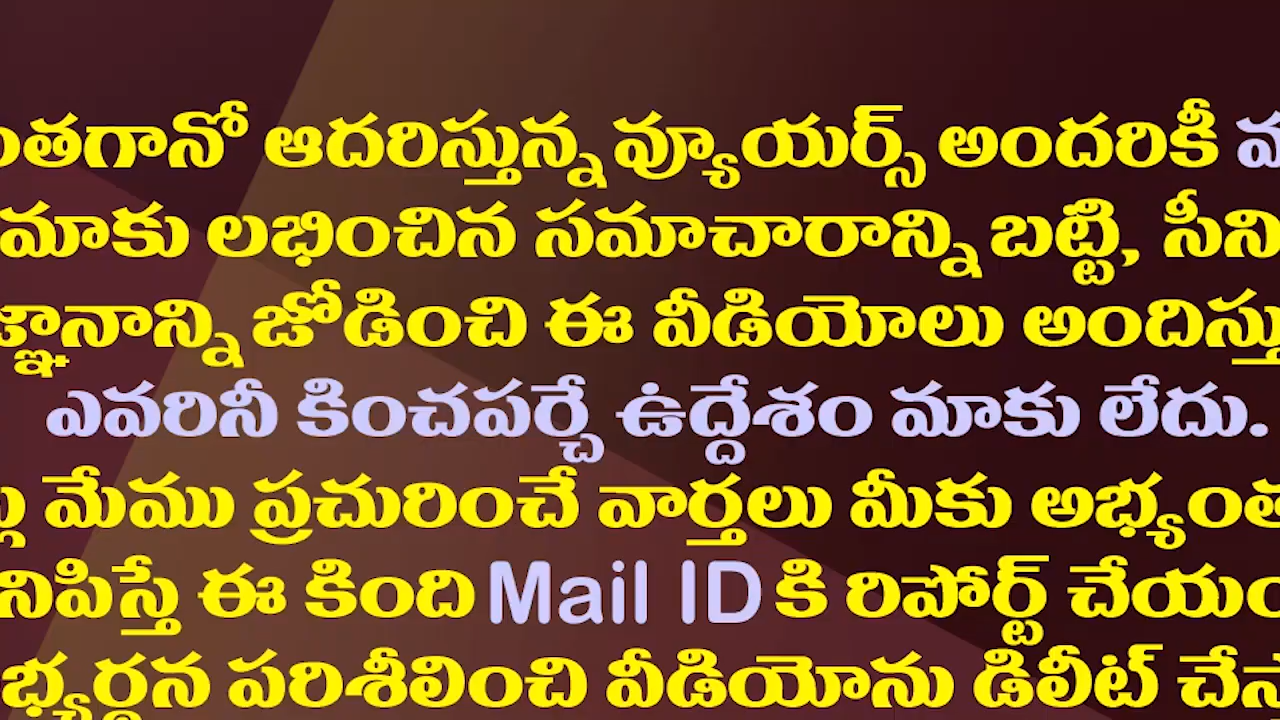 ంతగానో ఆదరిస్తున్న వ్యూయర్స్ అందరికీ
మాకు లభించిన సమాచారాన్ని బట్టి, సీని
జ్ఞానాన్ని జోడించి ఈ వీడియోలు అందిస్తు
ఎవరినీ కించపర్చే ఉద్దేశం మాకు లేదు.
మేము ప్రచురించే వార్తలు మీకు అభ్యంత
నిపిస్తే ఈ కింది Mail ID కి రిపోర్ట్ చేయం
భ్యర్థన పరిశీలించి వీడియోను డిలీట్ చేస